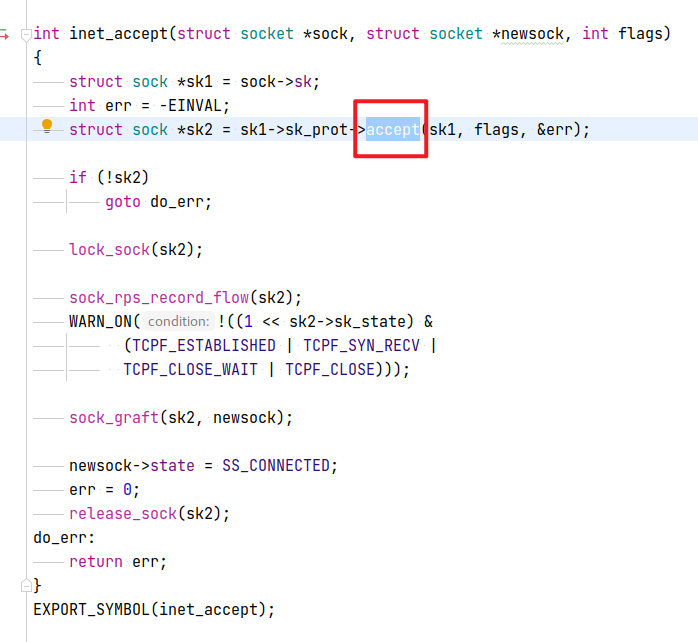 int inet_accept(struct socket *sock, struct socket *newsock, int flags)
{
struct sock *sk1 = sock->sk;
int err = -EINVAL;
struct sock *sk2 = sk1->sk_prot->accept(sk1, flags, &err);
if (!sk2)
goto do_err;
lock_sock(sk2);
sock_rps_record_flow(sk2);
WARN_ON( condition: !((1 << sk2->sk_state) &
(TCPF_ESTABLISHED | TCPF_SYN_RECV |
TCPF_CLOSE_WAIT | TCPF_CLOSE)));
sock_graft(sk2, newsock);
newsock->state = SS_CONNECTED;
err = 0;
release_sock(sk2);
do_err:
return err;
}
EXPORT_SYMBOL(inet_accept);